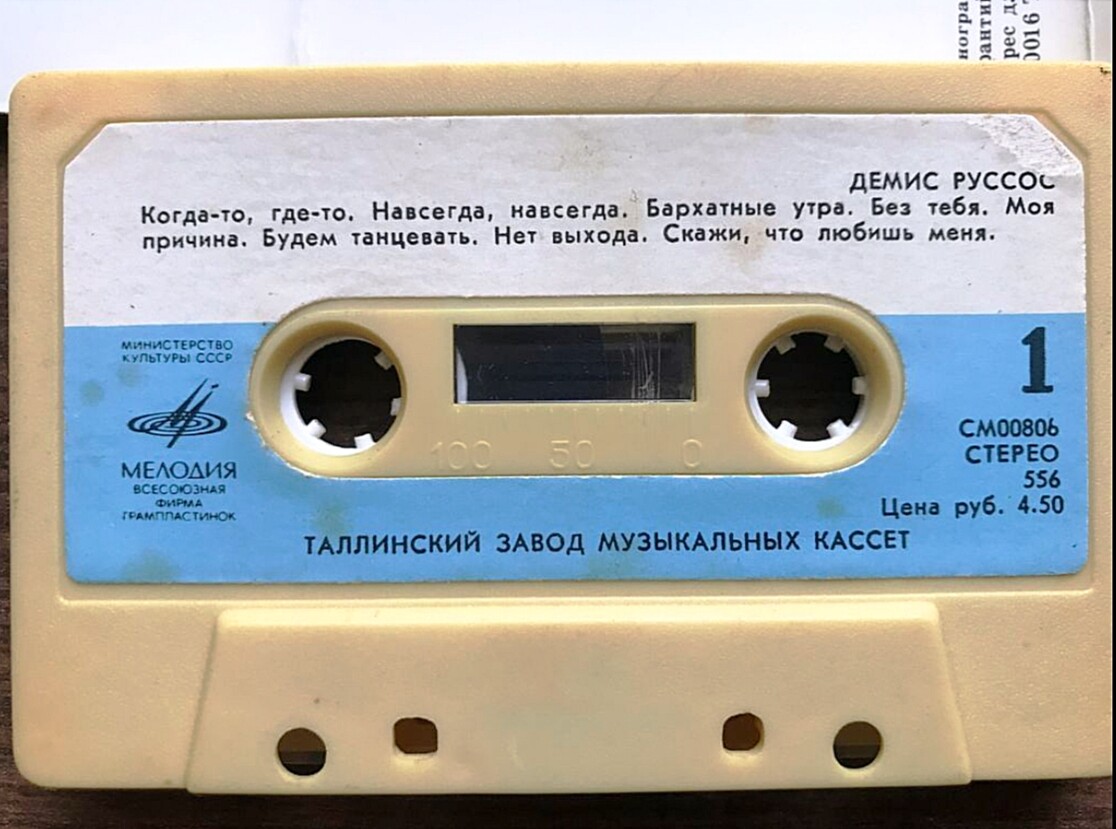 ДЕМИС РУССОС
Когда-то, где-то. Навсегда, навсегда. Бархатные утра. Без тебя. Моя
причина. Будем танцевать. Нет выхода. Скажи, что любишь меня.
МИНИСТЕРСТВО
КУЛЬТУРЫ СССР
МЕЛОДИЯ
ВСЕСОЮЗНАЯ
ФИРМА
ГРАМПЛАСТИНОК
1
СМ00806
СТЕРЕО
556
Цена руб. 4.50
100 50 0
ТАЛЛИНСКИЙ ЗАВОД МУЗЫКАЛЬНЫХ КАССЕТ